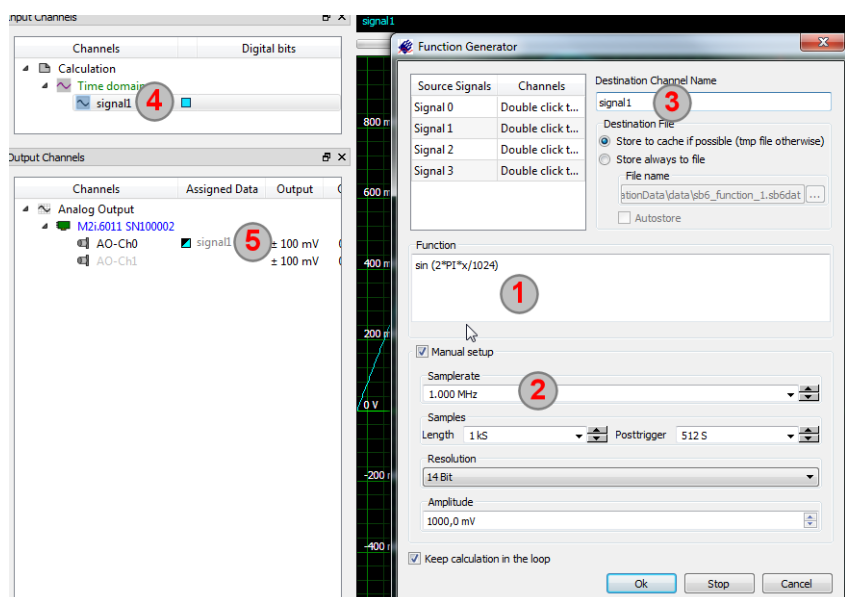 Input Channels
Channels Digital bits
Calculation
Time domain
signal1 4
Output Channels
Channels Assigned Data Output
Analog Output
M2i.6011 SN100002
AO-Ch0 signal1 5 ± 100 mV
AO-Ch1 ± 100 mV
signal1
800 m
600 m
400 m
200 m
0 V
-200 m
-400 m
Function Generator
Source Signals Channels
Signal 0 Double click t...
Signal 1 Double click t...
Signal 2 Double click t...
Signal 3 Double click t...
Destination Channel Name
signal1 3
Destination File
Store to cache if possible (tmp file otherwise)
Store always to file
File name
ationData\data\sb6_function_1.sb6dat ...
Autostore
Function
sin (2*PI*x/1024)
1
Manual setup
Samplerate
1.000 MHz 2
Samples
Length 1 kS Posttrigger 512 S
Resolution
14 Bit
Amplitude
1000,0 mV
Keep calculation in the loop
Ok Stop Cancel